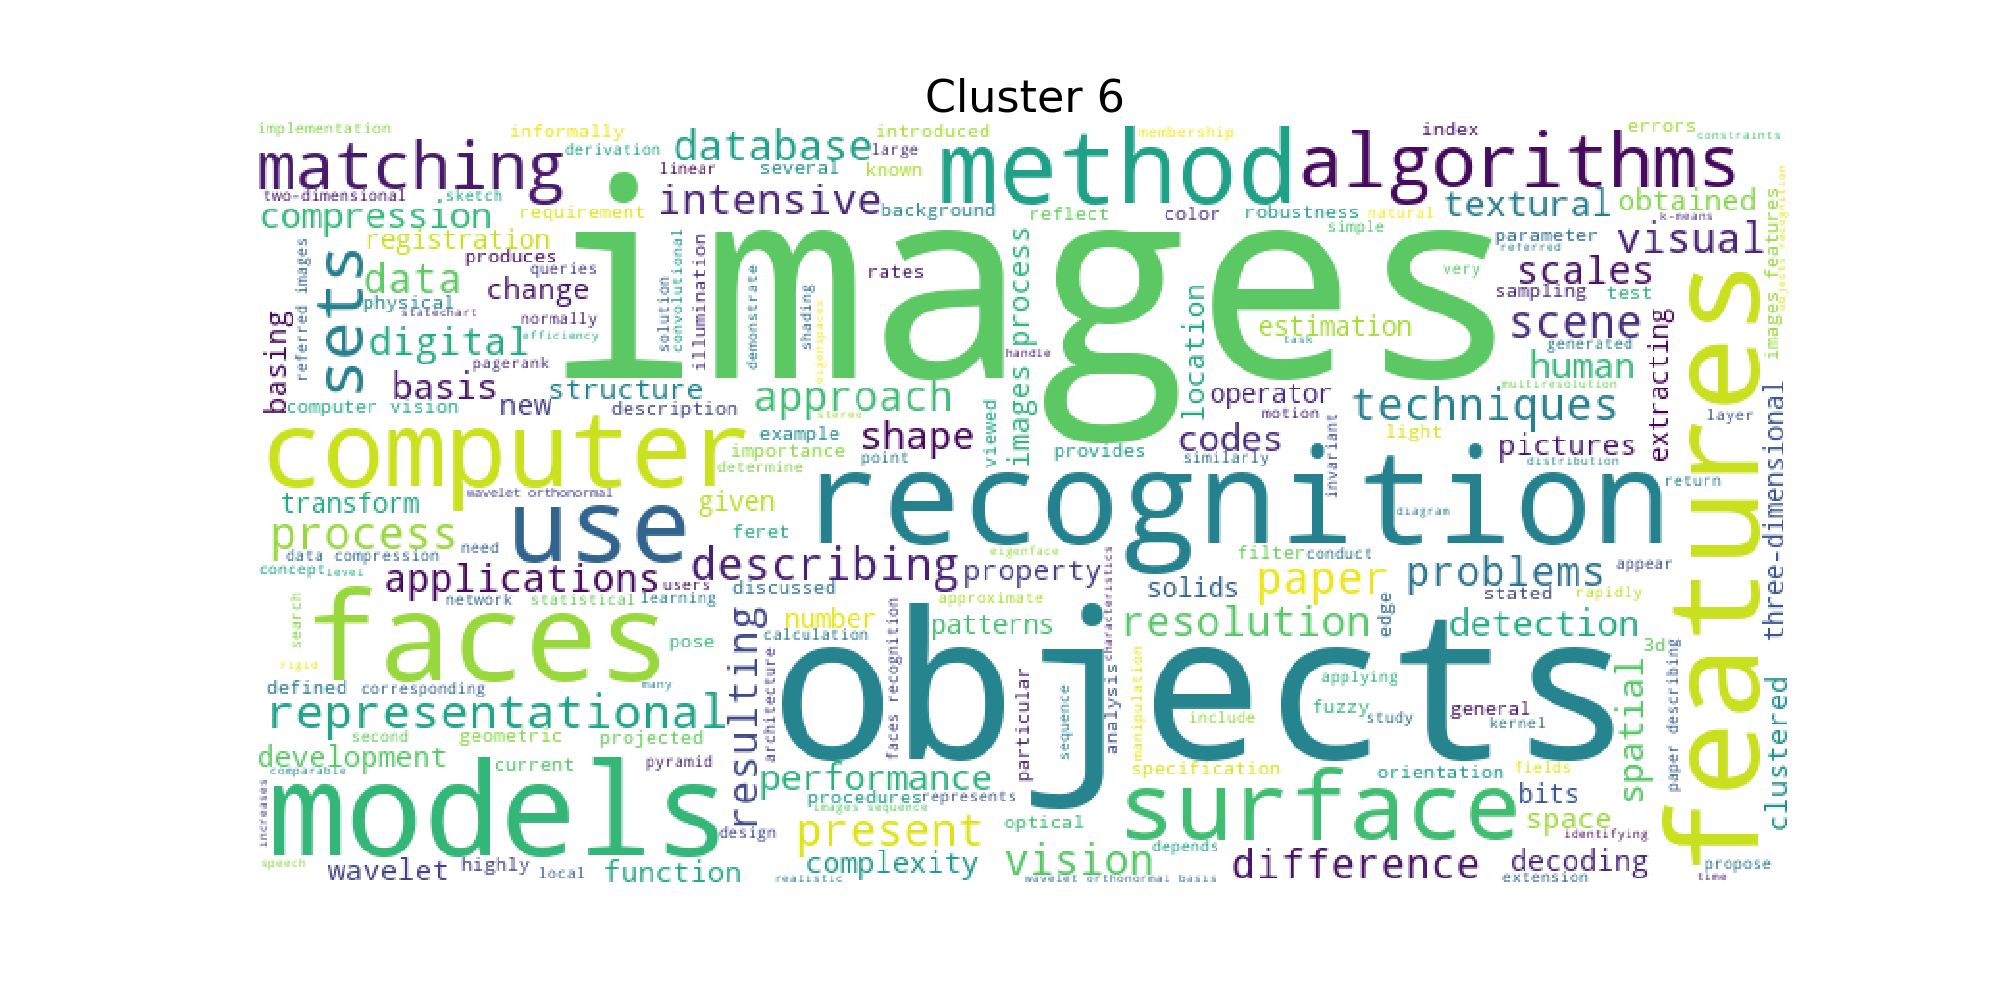 Cluster 6
implementation
informally
introduced
membership
index
errors
constraints
matching
derivation
database
large
method
algorithms
linear
several
known
two-dimensional
sketch
intensive
background
compression
requirement
reflect
color
robustness
natural
textural
obtained
k-means
simple
registration
produces
images
rates
very
parameter
referred
visual
sets
data
queries
change
scales
physical
statechart
normally
sampling
test
digital
efficiency
estimation
task
scene
generated
referred images
basing
solution
convolutional
illumination
demonstrate
shading
eigenspaces
images process
location
extracting
images features
objects recognition
features
handle
human
pagerank
basis
structure
approach
operator
multiresolution
computer vision
new
description
stereo
motion
techniques
layer
three-dimensional
computer
example
shape
viewed
codes
light
pictures
importance
point
provides
similarly
invariant
distribution
determine
recognition
return
wavelet orthonormal
transform
given
diagram
process
use
feret
data compression
need
eigenface
filter
conduct
concept
level
applications
users
describing
property
paper
problems
appear
discussed
solids
stated
rapidly
search
network
statistical
learning
approximate
characteristics
faces
number
patterns
resolution
edge
detection
calculation
pose
rigid
3d
defined
corresponding
many
resulting
architecture
faces recognition
objects
applying
representational
particular
sequence
analysis
manipulation
include
fuzzy
study
general
kernel
spatial
paper describing
clustered
second
geometric
projected
development
current
pyramid
comparable
performance
specification
orientation
fields
increases
models
procedures
represents
images sequence
surface
bits
design
present
optical
space
identifying
speech
wavelet
highly
local
function
complexity
vision
depends
difference
decoding
propose
realistic
wavelet orthonormal basis
extension
time